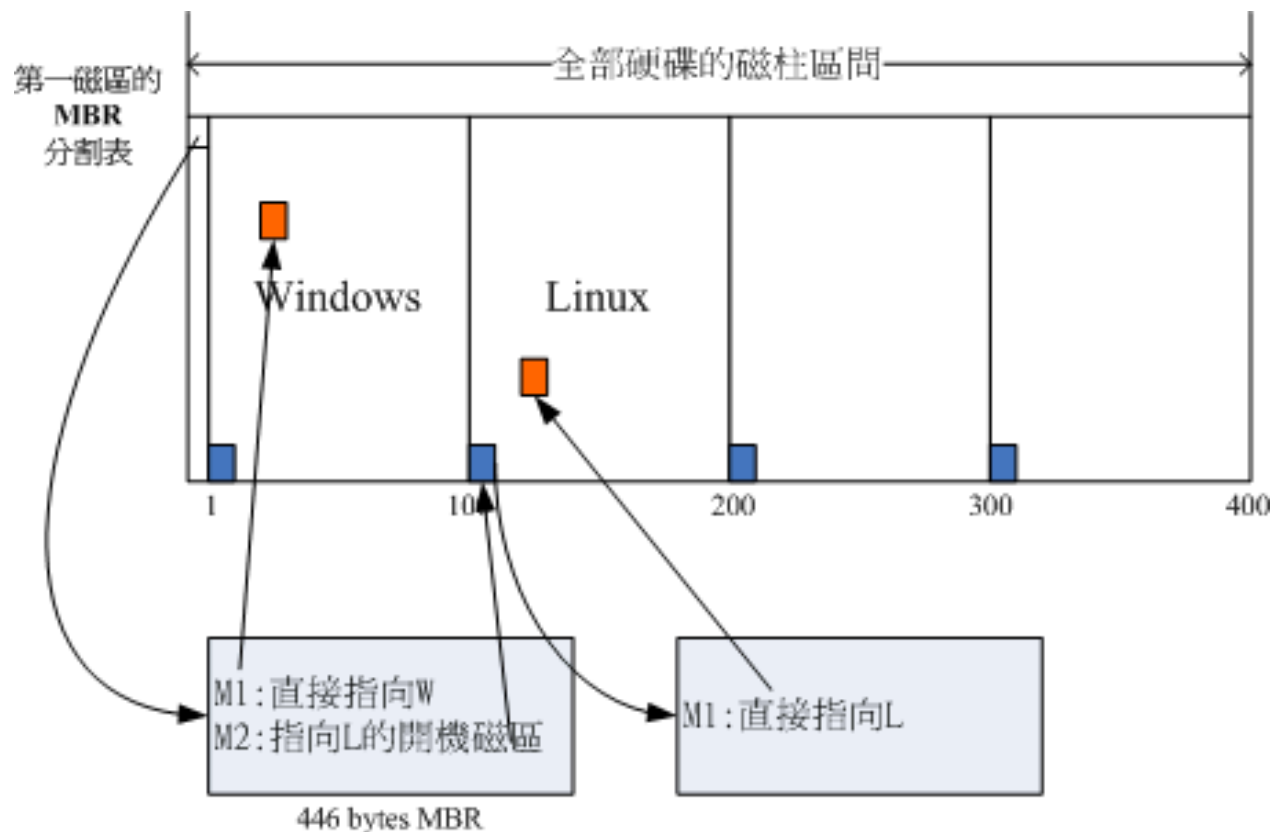 全部硬碟的磁柱區間
第一磁區的
MBR
分割表
Windows
Linux
1
100
200
300
400
M1:直接指向W
M2:指向L的開機磁區
M1:直接指向L
446 bytes MBR